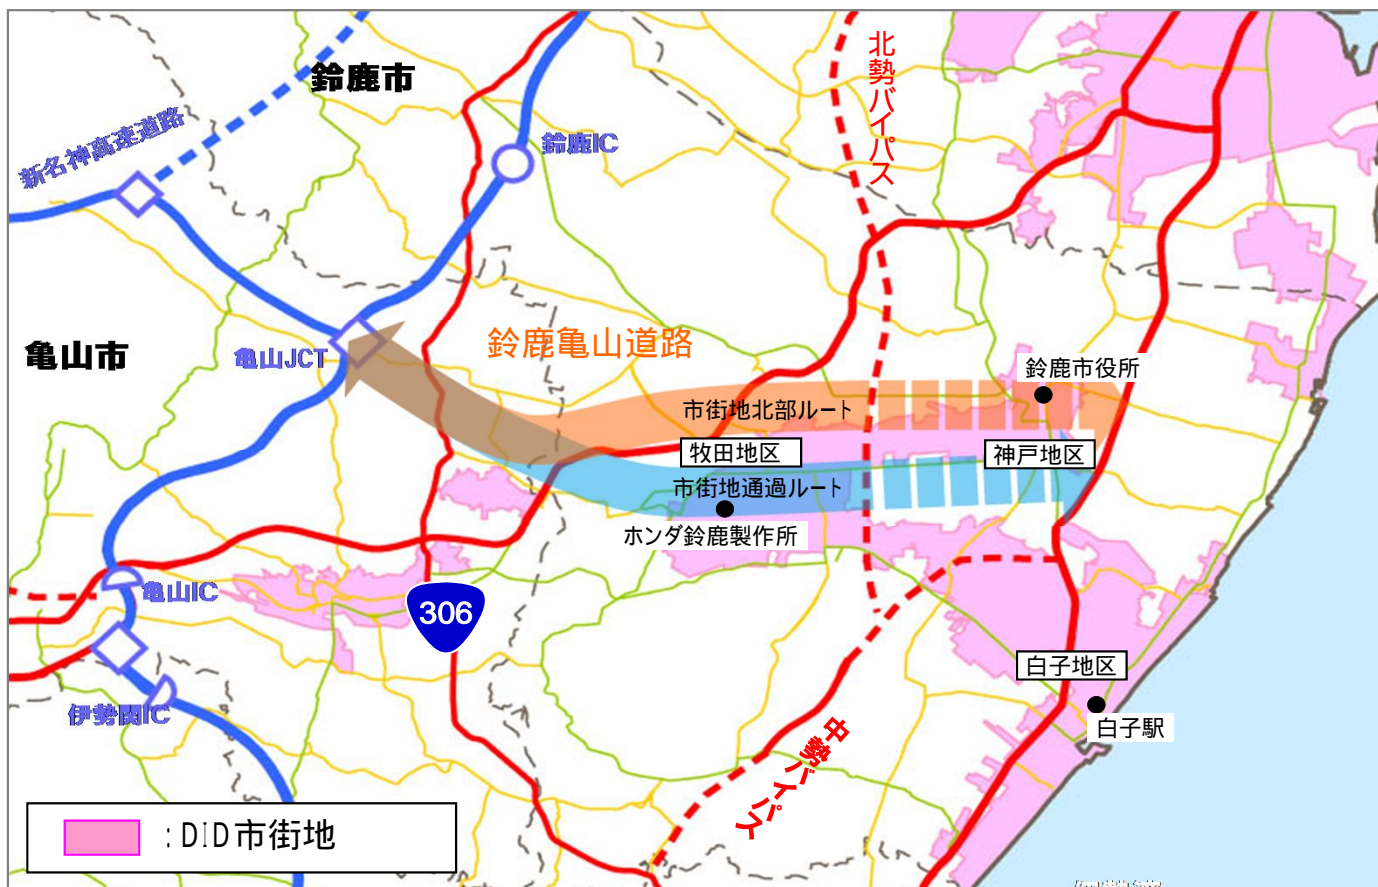 北勢バイパス
鈴鹿市
新名神高速道路
鈴鹿IC
亀山市
亀山JCT
鈴鹿亀山道路
鈴鹿市役所
市街地北部ルート
牧田地区
神戸地区
市街地通過ルート
ホンダ鈴鹿製作所
亀山IC
306
白子地区
伊勢関IC
白子駅
中勢バイパス
:DID市街地